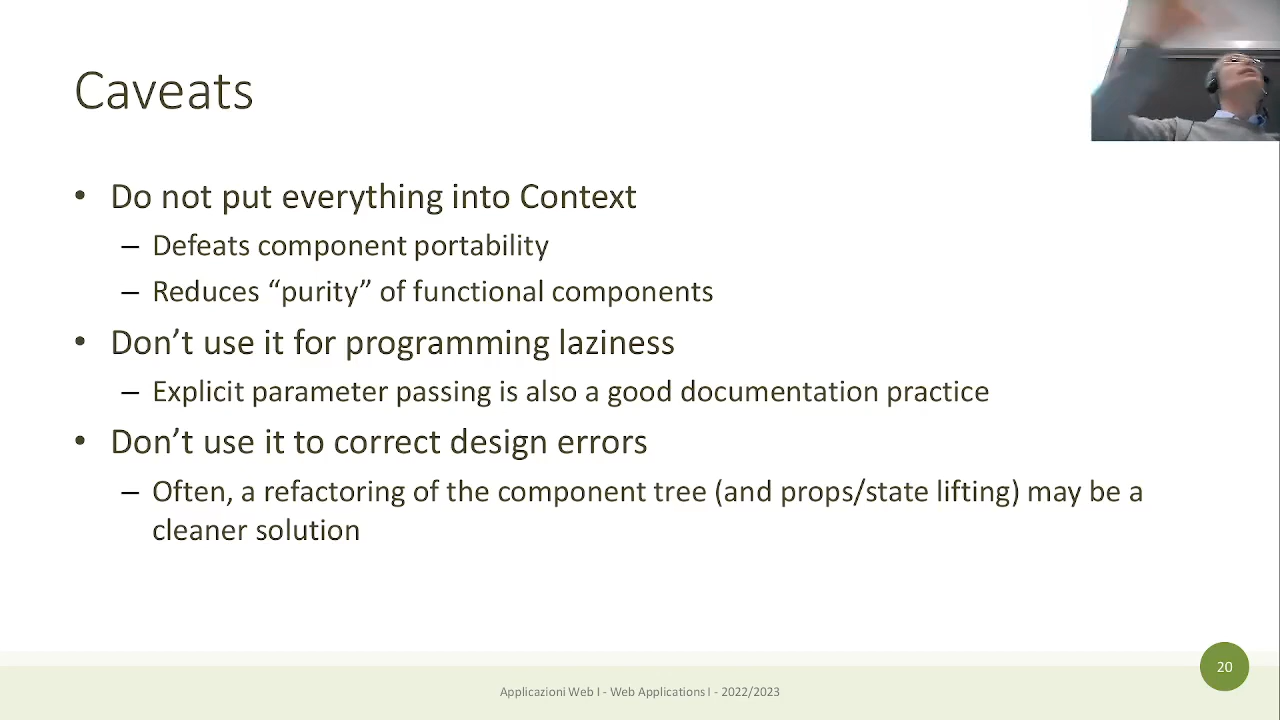 Caveats
• Do not put everything into Context
– Defeats component portability
– Reduces “purity” of functional components
• Don’t use it for programming laziness
– Explicit parameter passing is also a good documentation practice
• Don’t use it to correct design errors
– Often, a refactoring of the component tree (and props/state lifting) may be a
cleaner solution
20
Applicazioni Web I - Web Applications I - 2022/2023